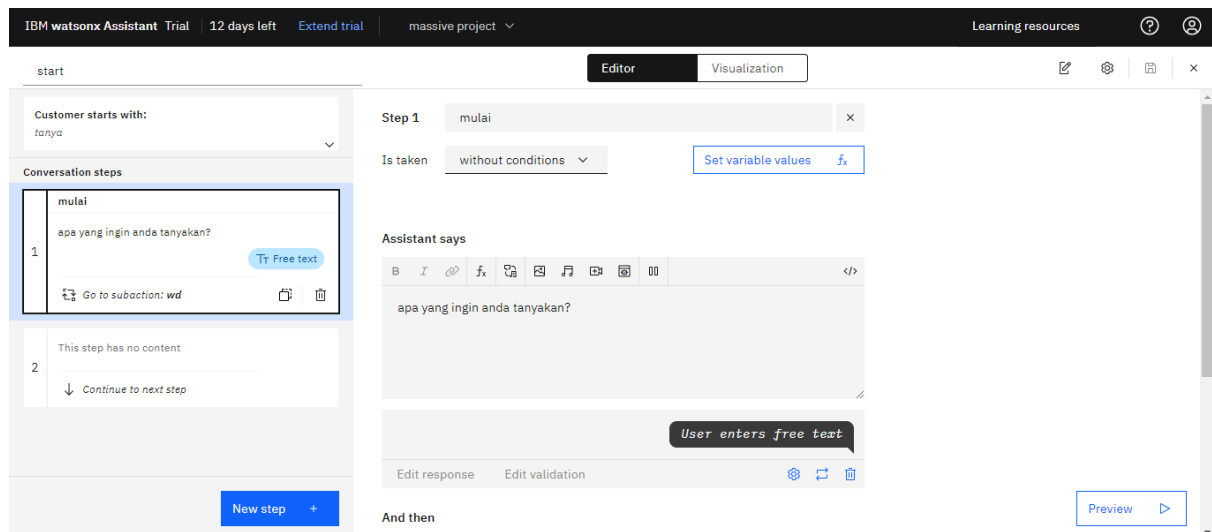 IBM watsonx Assistant Trial 12 days left Extend trial massive project Learning resources
start Editor Visualization
Customer starts with:
tanya
Conversation steps
1
mulai
apa yang ingin anda tanyakan?
Tт Free text
Go to subaction: wd
2
This step has no content
Continue to next step
New step +
Step 1 mulai
Is taken without conditions Set variable values fx
Assistant says
B I fx </>
apa yang ingin anda tanyakan?
User enters free text
Edit response Edit validation
And then
Preview